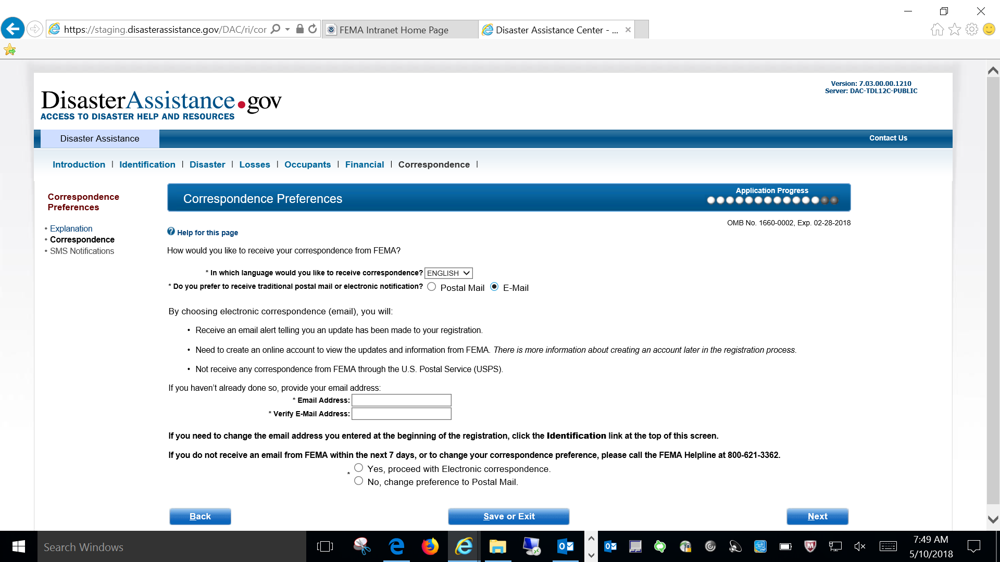 https://staging.disasterassistance.gov/DAC/ri/cor
FEMA Intranet Home Page
Disaster Assistance Center - ...
Version: 7.03.00.00.1210
Server: DAC-TDL12C-PUBLIC
DisasterAssistance.gov
ACCESS TO DISASTER HELP AND RESOURCES
Disaster Assistance
Contact Us
Introduction | Identification | Disaster | Losses | Occupants | Financial | Correspondence |
Correspondence
Preferences
• Explanation
• Correspondence
• SMS Notifications
Correspondence Preferences
Application Progress
OMB No. 1660-0002, Exp. 02-28-2018
? Help for this page
How would you like to receive your correspondence from FEMA?
* In which language would you like to receive correspondence? ENGLISH
* Do you prefer to receive traditional postal mail or electronic notification? Postal Mail E-Mail
By choosing electronic correspondence (email), you will:
• Receive an email alert telling you an update has been made to your registration.
• Need to create an online account to view the updates and information from FEMA. There is more information about creating an account later in the registration process.
• Not receive any correspondence from FEMA through the U.S. Postal Service (USPS).
If you haven't already done so, provide your email address:
* Email Address:
* Verify E-Mail Address:
If you need to change the email address you entered at the beginning of the registration, click the Identification link at the top of this screen.
If you do not receive an email from FEMA within the next 7 days, or to change your correspondence preference, please call the FEMA Helpline at 800-621-3362.
* Yes, proceed with Electronic correspondence.
No, change preference to Postal Mail.
Back
Save or Exit
Next
Search Windows
7:49 AM
5/10/2018